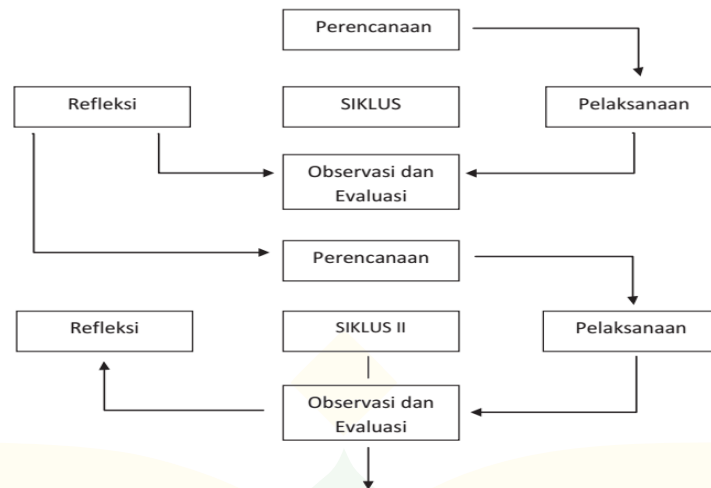 Perencanaan
Refleksi
SIKLUS
Pelaksanaan
Observasi dan
Evaluasi
Perencanaan
Refleksi
SIKLUS II
Pelaksanaan
Observasi dan
Evaluasi